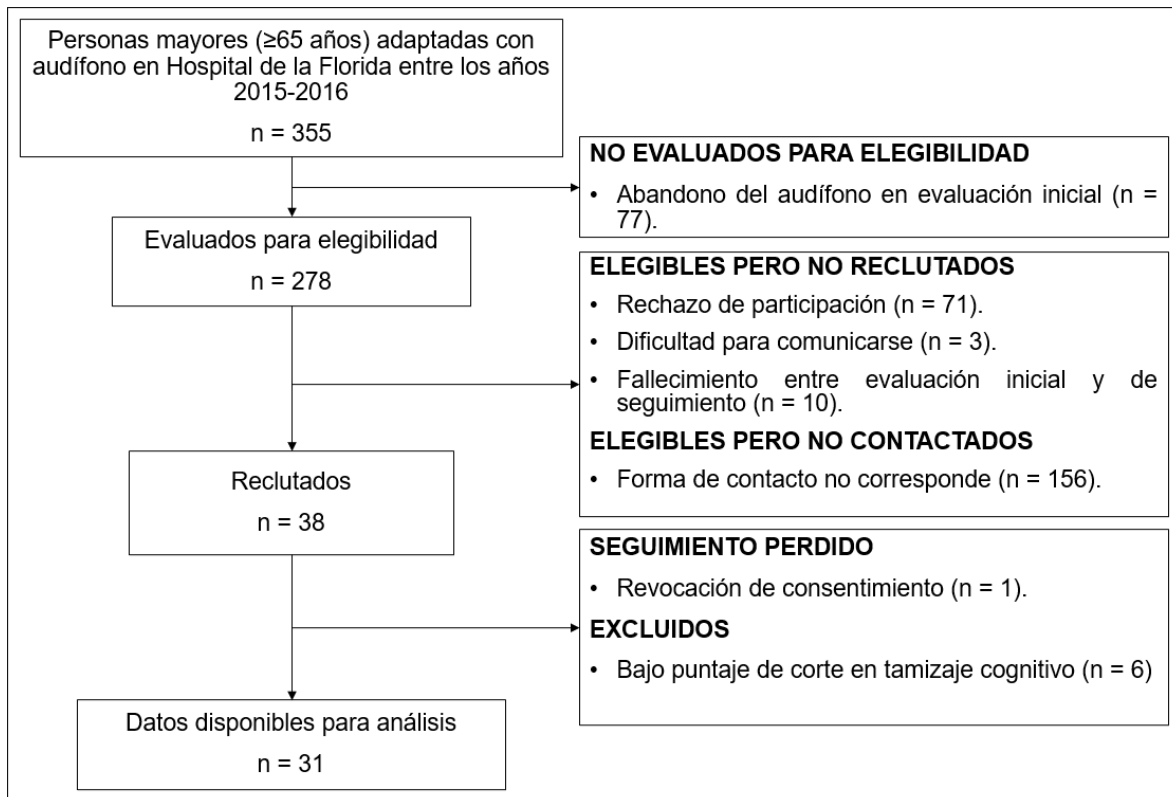 Personas mayores (≥65 años) adaptadas con
audífono en Hospital de la Florida entre los años
2015-2016
n = 355
NO EVALUADOS PARA ELEGIBILIDAD
• Abandono del audífono en evaluación inicial (n =
77).
Evaluados para elegibilidad
n = 278
ELEGIBLES PERO NO RECLUTADOS
• Rechazo de participación (n = 71).
• Dificultad para comunicarse (n = 3).
• Fallecimiento entre evaluación inicial y de
seguimiento (n = 10).
ELEGIBLES PERO NO CONTACTADOS
• Forma de contacto no corresponde (n = 156).
Reclutados
n = 38
SEGUIMIENTO PERDIDO
• Revocación de consentimiento (n = 1).
EXCLUIDOS
• Bajo puntaje de corte en tamizaje cognitivo (n = 6)
Datos disponibles para análisis
n = 31